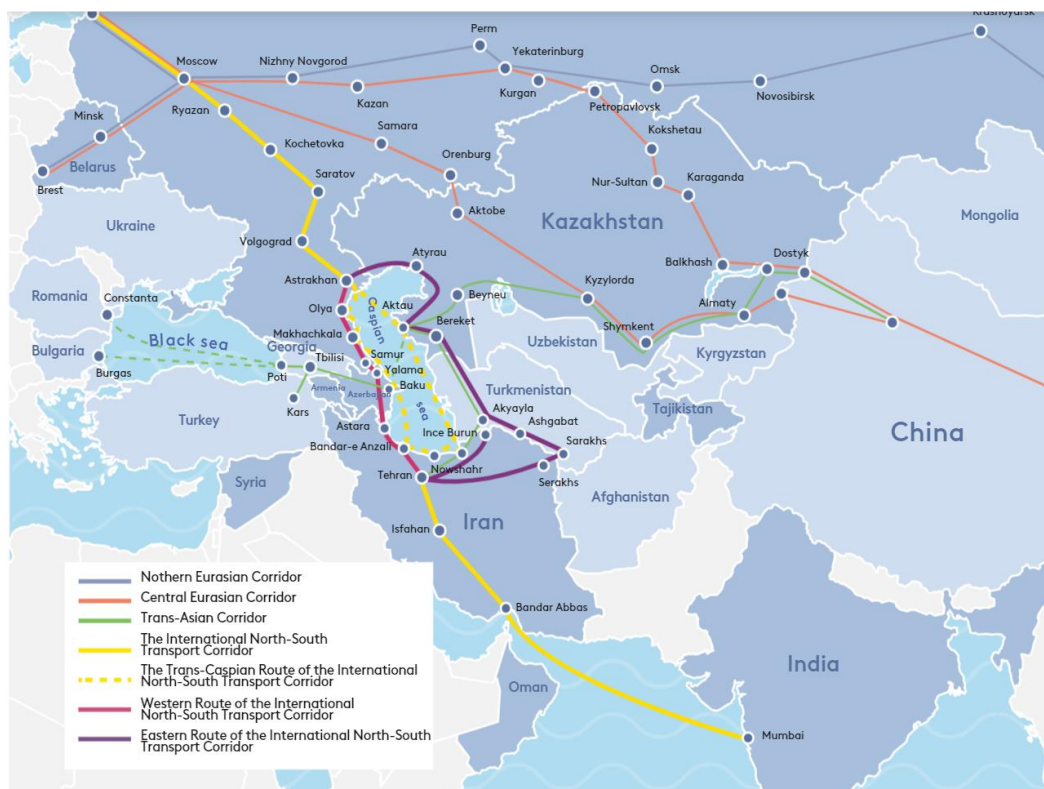 Krasnoyarsk
Perm
Moscow
Nizhny Novgorod
Yekaterinburg
Omsk
Kazan
Kurgan
Novosibirsk
Ryazan
Petropavlovsk
Minsk
Samara
Kokshetau
Kochetovka
Orenburg
Belarus
Brest
Saratov
Nur-Sultan
Karaganda
Aktobe
Kazakhstan
Mongolia
Ukraine
Volgograd
Atyrau
Balkhash
Dostyk
Astrakhan
Romania
Constanta
Olya
Aktau
Beyneu
Kyzylorda
Almaty
Caspian
sea
Makhachkala
Bereket
Shymkent
Black sea
Georgia
Uzbekistan
Bulgaria
Tbilisi
Samur
Kyrgyzstan
Burgas
Poti
Yalama
Armenia
Azerbaijan
Baku
Turkmenistan
Kars
Akyayla
Tajikistan
Turkey
Astara
Ashgabat
Ince Burun
China
Bandar-e Anzali
Sarakhs
Tehran
Nowshahr
Serakhs
Syria
Afghanistan
Isfahan
Iran
Nothern Eurasian Corridor
Central Eurasian Corridor
Trans-Asian Corridor
The International North-South
Transport Corridor
The Trans-Caspian Route of the International
North-South Transport Corridor
Western Route of the International
North-South Transport Corridor
Eastern Route of the International North-South
Transport Corridor
Bandar Abbas
India
Oman
Mumbai